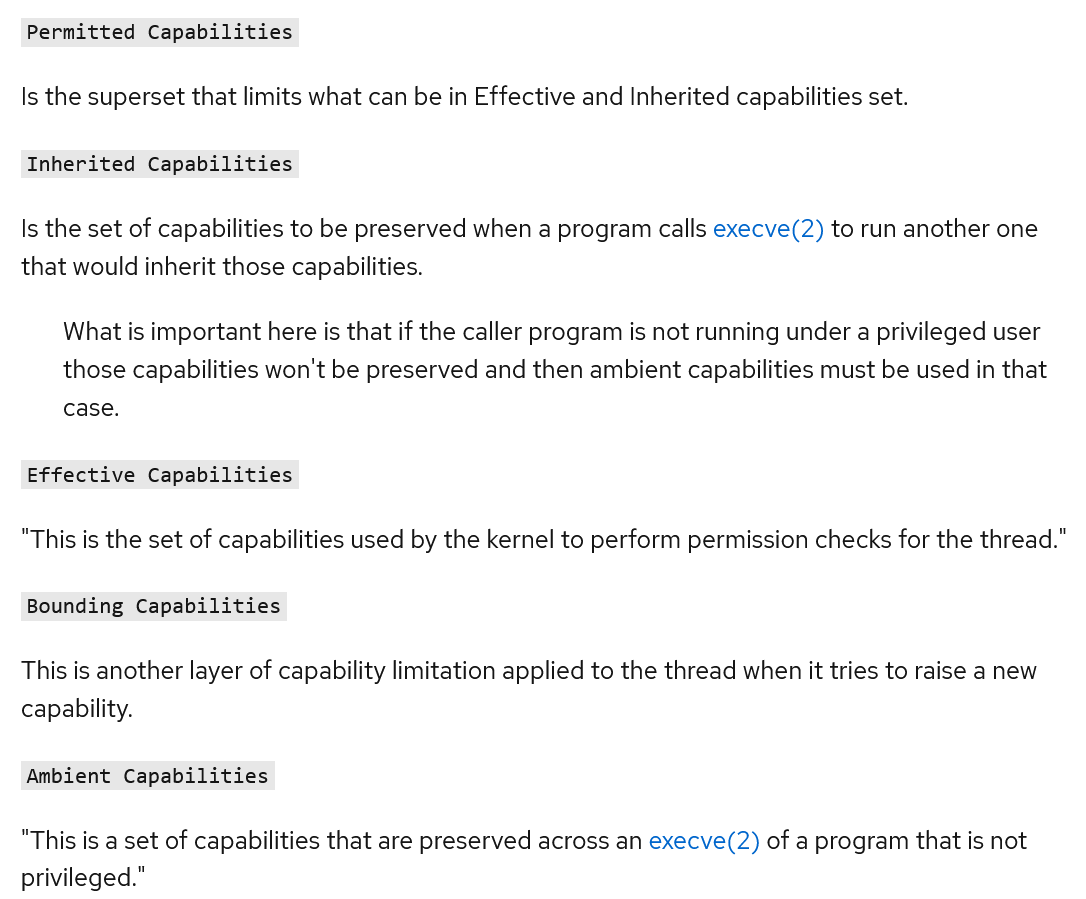 Permitted Capabilities
Is the superset that limits what can be in Effective and Inherited capabilities set.
Inherited Capabilities
Is the set of capabilities to be preserved when a program calls execve(2) to run another one
that would inherit those capabilities.
What is important here is that if the caller program is not running under a privileged user
those capabilities won't be preserved and then ambient capabilities must be used in that
case.
Effective Capabilities
"This is the set of capabilities used by the kernel to perform permission checks for the thread."
Bounding Capabilities
This is another layer of capability limitation applied to the thread when it tries to raise a new
capability.
Ambient Capabilities
"This is a set of capabilities that are preserved across an execve(2) of a program that is not
privileged."